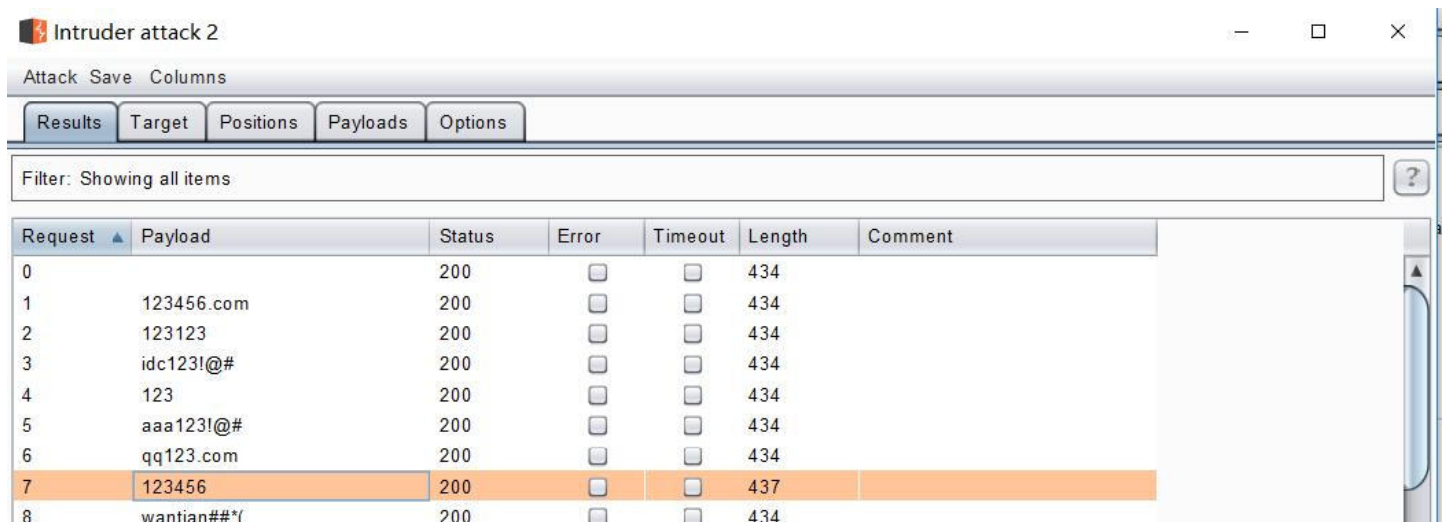 Intruder attack 2
Attack Save Columns
Results Target Positions Payloads Options
Filter: Showing all items
?
Request Payload Status Error Timeout Length Comment
0 200 434
1 123456.com 200 434
2 123123 200 434
3 idc123!@# 200 434
4 123 200 434
5 aaa123!@# 200 434
6 qq123.com 200 434
7 123456 200 437
8 wantian##*( 200 434